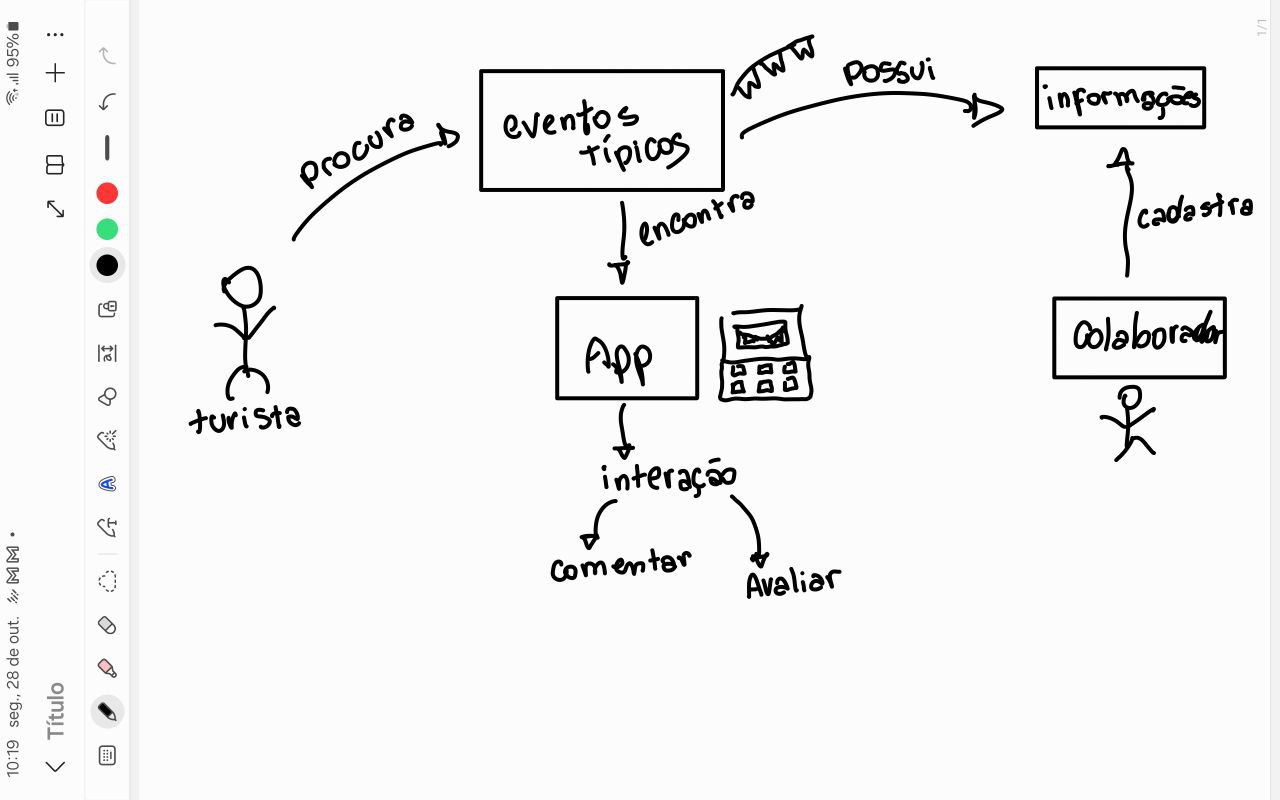 10:19 seg., 28 de out.
95%
Título
1/1
procura
eventos
típicos
Possui
informações
encontra
cadastra
App
Colaborador
turista
interação
comentar
Avaliar